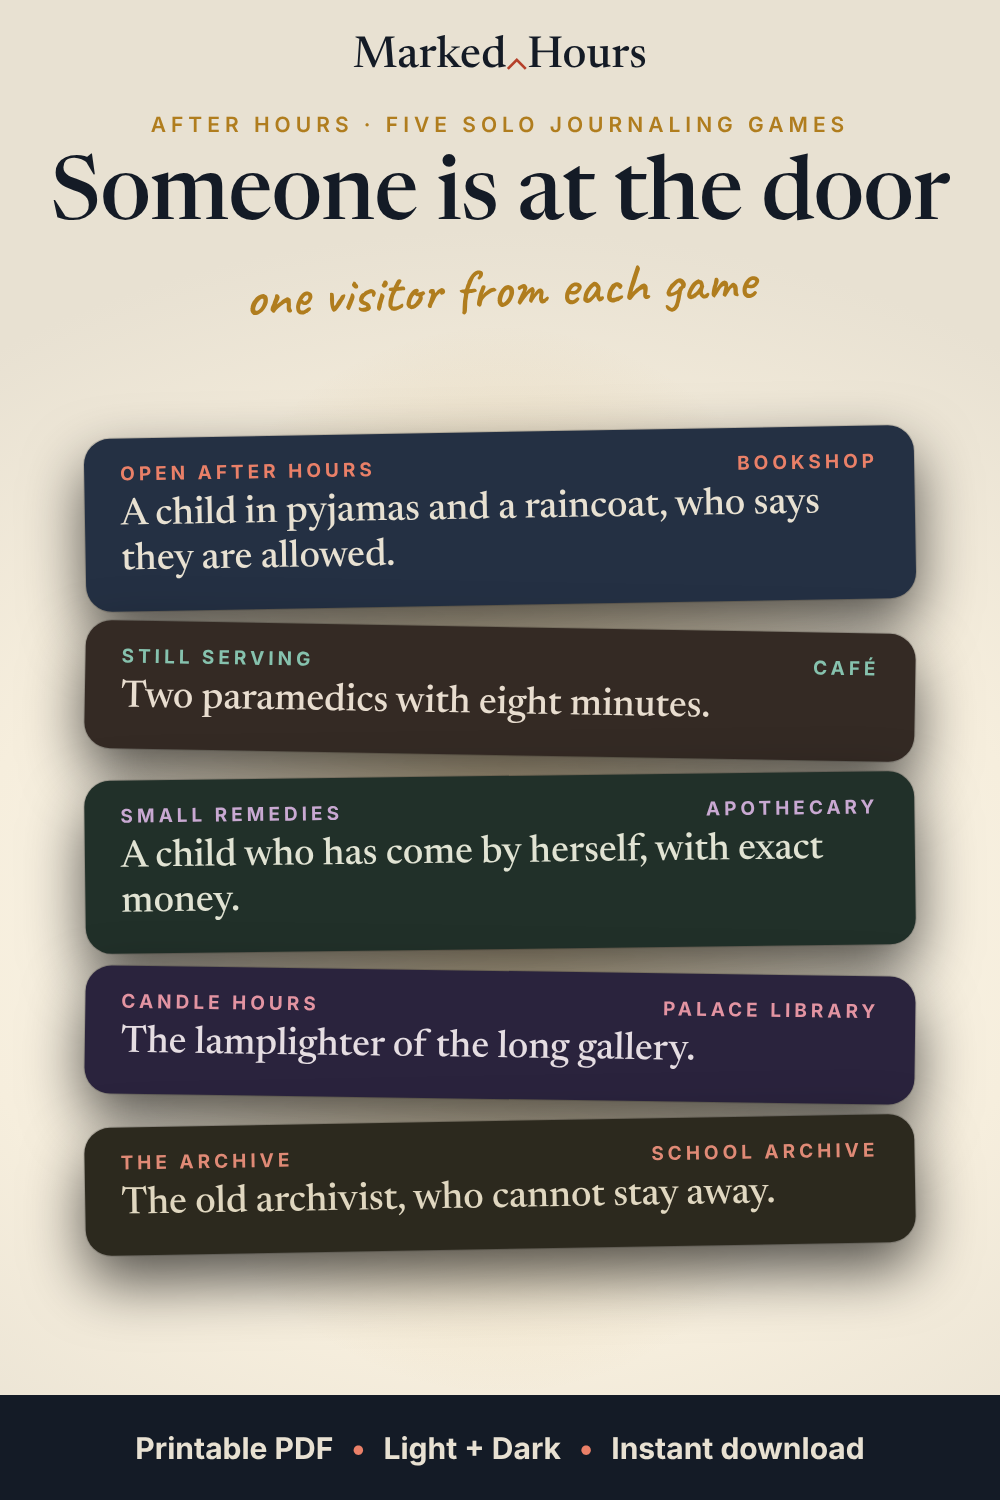 Marked‸Hours
AFTER HOURS · FIVE SOLO JOURNALING GAMES
Someone is at the door
one visitor from each game
OPEN AFTER HOURS
BOOKSHOP
A child in pyjamas and a raincoat, who says
they are allowed.
STILL SERVING
CAFÉ
Two paramedics with eight minutes.
SMALL REMEDIES
APOTHECARY
A child who has come by herself, with exact
money.
CANDLE HOURS
PALACE LIBRARY
The lamplighter of the long gallery.
THE ARCHIVE
SCHOOL ARCHIVE
The old archivist, who cannot stay away.
Printable PDF • Light + Dark • Instant download